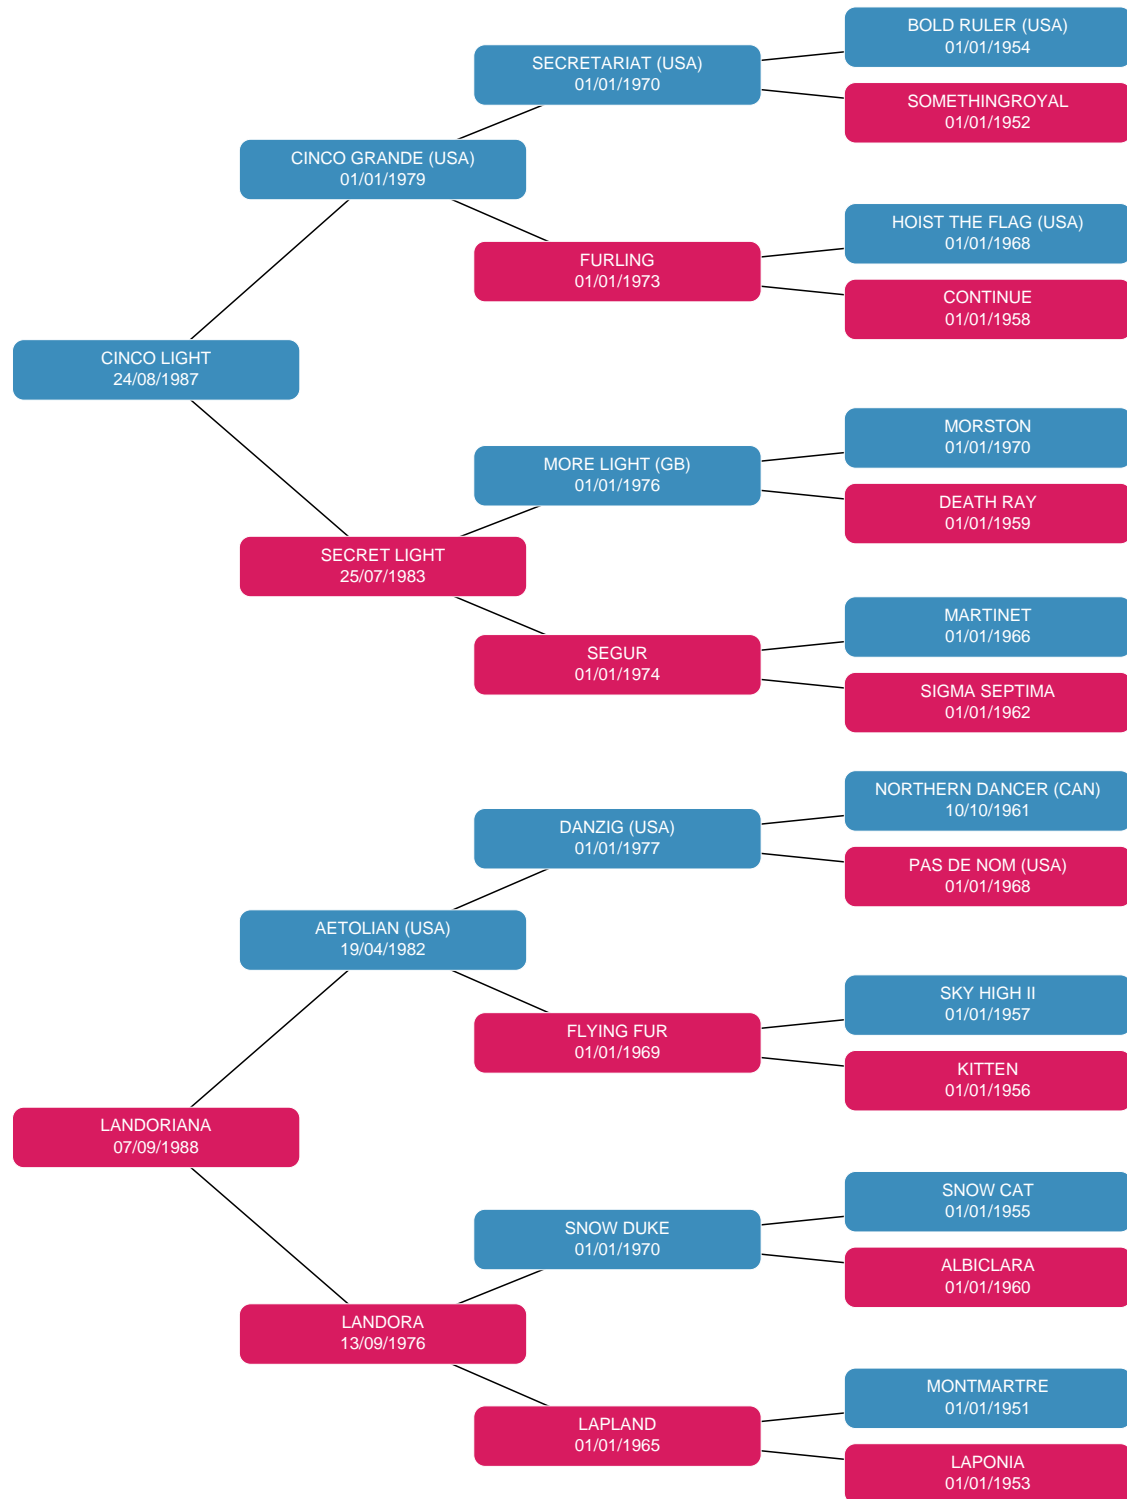 BOLD RULER (USA)
01/01/1954
SECRETARIAT (USA)
01/01/1970
SOMETHINGROYAL
01/01/1952
CINCO GRANDE (USA)
01/01/1979
HOIST THE FLAG (USA)
01/01/1968
FURLING
01/01/1973
CONTINUE
01/01/1958
CINCO LIGHT
24/08/1987
MORSTON
01/01/1970
MORE LIGHT (GB)
01/01/1976
DEATH RAY
01/01/1959
SECRET LIGHT
25/07/1983
MARTINET
01/01/1966
SEGUR
01/01/1974
SIGMA SEPTIMA
01/01/1962
NORTHERN DANCER (CAN)
10/10/1961
DANZIG (USA)
01/01/1977
PAS DE NOM (USA)
01/01/1968
AETOLIAN (USA)
19/04/1982
SKY HIGH II
01/01/1957
FLYING FUR
01/01/1969
KITTEN
01/01/1956
LANDORIANA
07/09/1988
SNOW CAT
01/01/1955
SNOW DUKE
01/01/1970
ALBICLARA
01/01/1960
LANDORA
13/09/1976
MONTMARTRE
01/01/1951
LAPLAND
01/01/1965
LAPONIA
01/01/1953